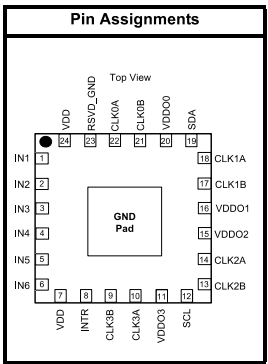 Pin Assignments
Top View
VDD
RSVD_GND
CLK0A
CLK0B
VDDO0
SDA
24
23
22
21
20
19
IN1
1
18
CLK1A
IN2
2
17
CLK1B
IN3
3
16
VDDO1
GND
Pad
IN4
4
15
VDDO2
IN5
5
14
CLK2A
IN6
6
13
CLK2B
7
8
9
10
11
12
VDD
INTR
CLK3B
CLK3A
VDDO3
SCL